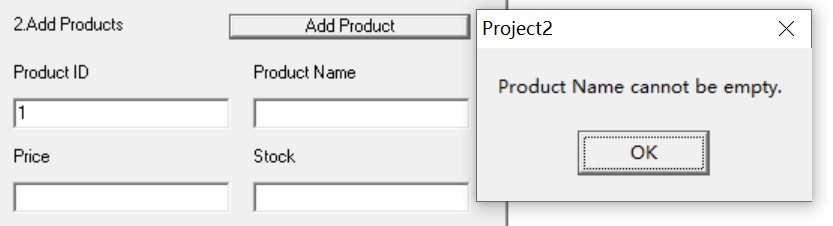 2.Add Products
Add Product
Product ID
Product Name
1
Price
Stock
Project2
Product Name cannot be empty.
OK